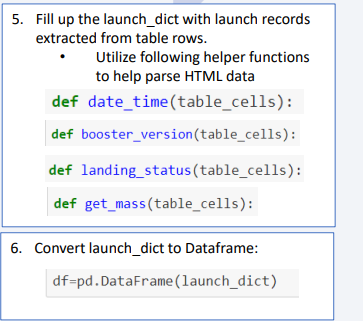 5. Fill up the launch_dict with launch records
extracted from table rows.
• Utilize following helper functions
to help parse HTML data
def date_time(table_cells):
def booster_version(table_cells):
def landing_status(table_cells):
def get_mass(table_cells):
6. Convert launch_dict to Dataframe:
df=pd.DataFrame(launch_dict)